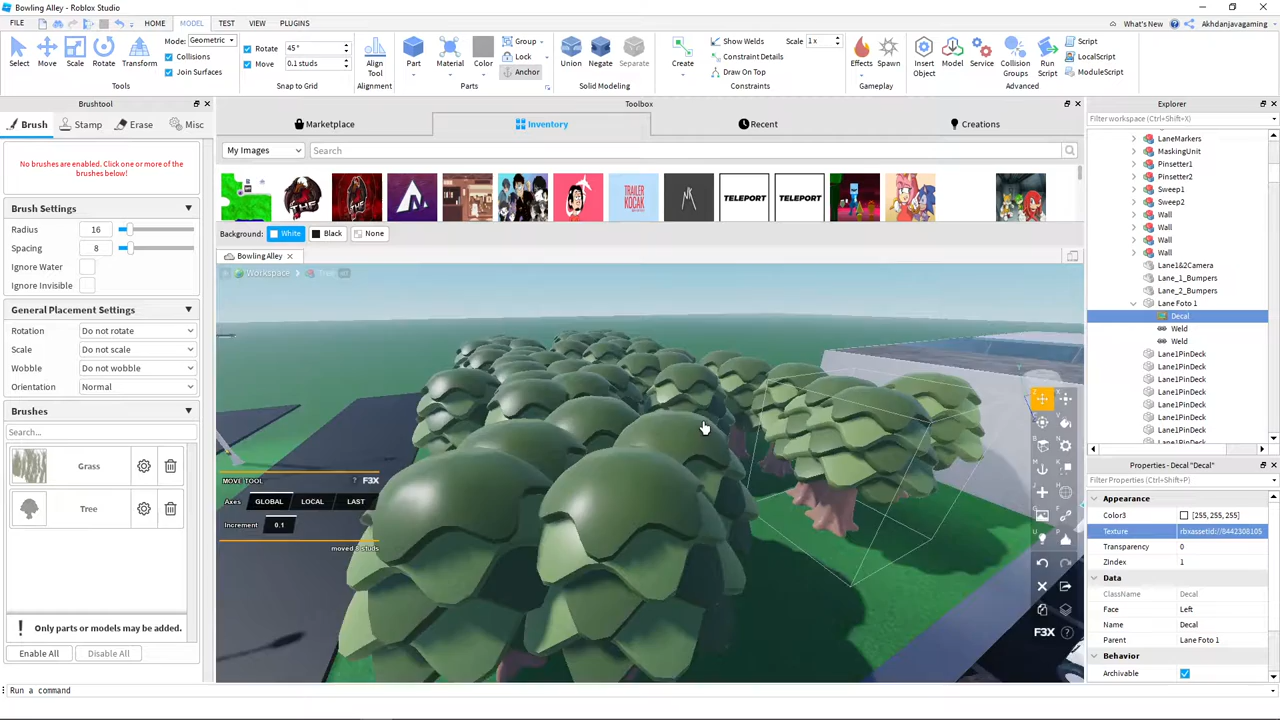 Bowling Alley - Roblox Studio
FILE
HOME MODEL TEST VIEW PLUGINS
What's New Akhdanjavagaming
Select Move Scale Rotate Transform
Mode: Geometric
Collisions
Join Surfaces
Tools
Rotate 45°
Move 0.1 studs
Snap to Grid
Align Tool
Alignment
Part Material Color
Group
Lock
Anchor
Parts
Union Negate Separate
Solid Modeling
Create
Show Welds Scale 1 x
Constraint Details
Draw On Top
Constraints
Effects Spawn
Gameplay
Insert Object Model Service Collision Groups Run Script
Script
LocalScript
ModuleScript
Advanced
Brushtool
Brush Stamp Erase Misc
No brushes are enabled. Click one or more of the
brushes below!
Brush Settings
Radius 16
Spacing 8
Ignore Water
Ignore Invisible
General Placement Settings
Rotation Do not rotate
Scale Do not scale
Wobble Do not wobble
Orientation Normal
Brushes
Search...
Grass
Tree
! Only parts or models may be added.
Enable All Disable All
Run a command
Toolbox
Marketplace Inventory Recent Creations
My Images Search
TRAILER KOCAK
TELEPORT TELEPORT
Background: White Black None
Bowling Alley
Workspace Tree
MOVE TOOL ? F3X
Axes GLOBAL LOCAL LAST
Increment 0.1
moved 8 studs
F3X ?
Explorer
Filter workspace (Ctrl+Shift+X)
LaneMarkers
MaskingUnit
Pinsetter1
Pinsetter2
Sweep1
Sweep2
Wall
Wall
Wall
Wall
Lane1&2Camera
Lane_1_Bumpers
Lane_2_Bumpers
Lane Foto 1
Decal
Weld
Weld
Lane1PinDeck
Lane1PinDeck
Lane1PinDeck
Lane1PinDeck
Lane1PinDeck
Lane1PinDeck
Lane1PinDeck
Lane1PinDeck
Properties - Decal "Decal"
Filter Properties (Ctrl+Shift+P)
Appearance
Color3 [255, 255, 255]
Texture rbxassetid://8442308105
Transparency 0
ZIndex 1
Data
ClassName Decal
Face Left
Name Decal
Parent Lane Foto 1
Behavior
Archivable